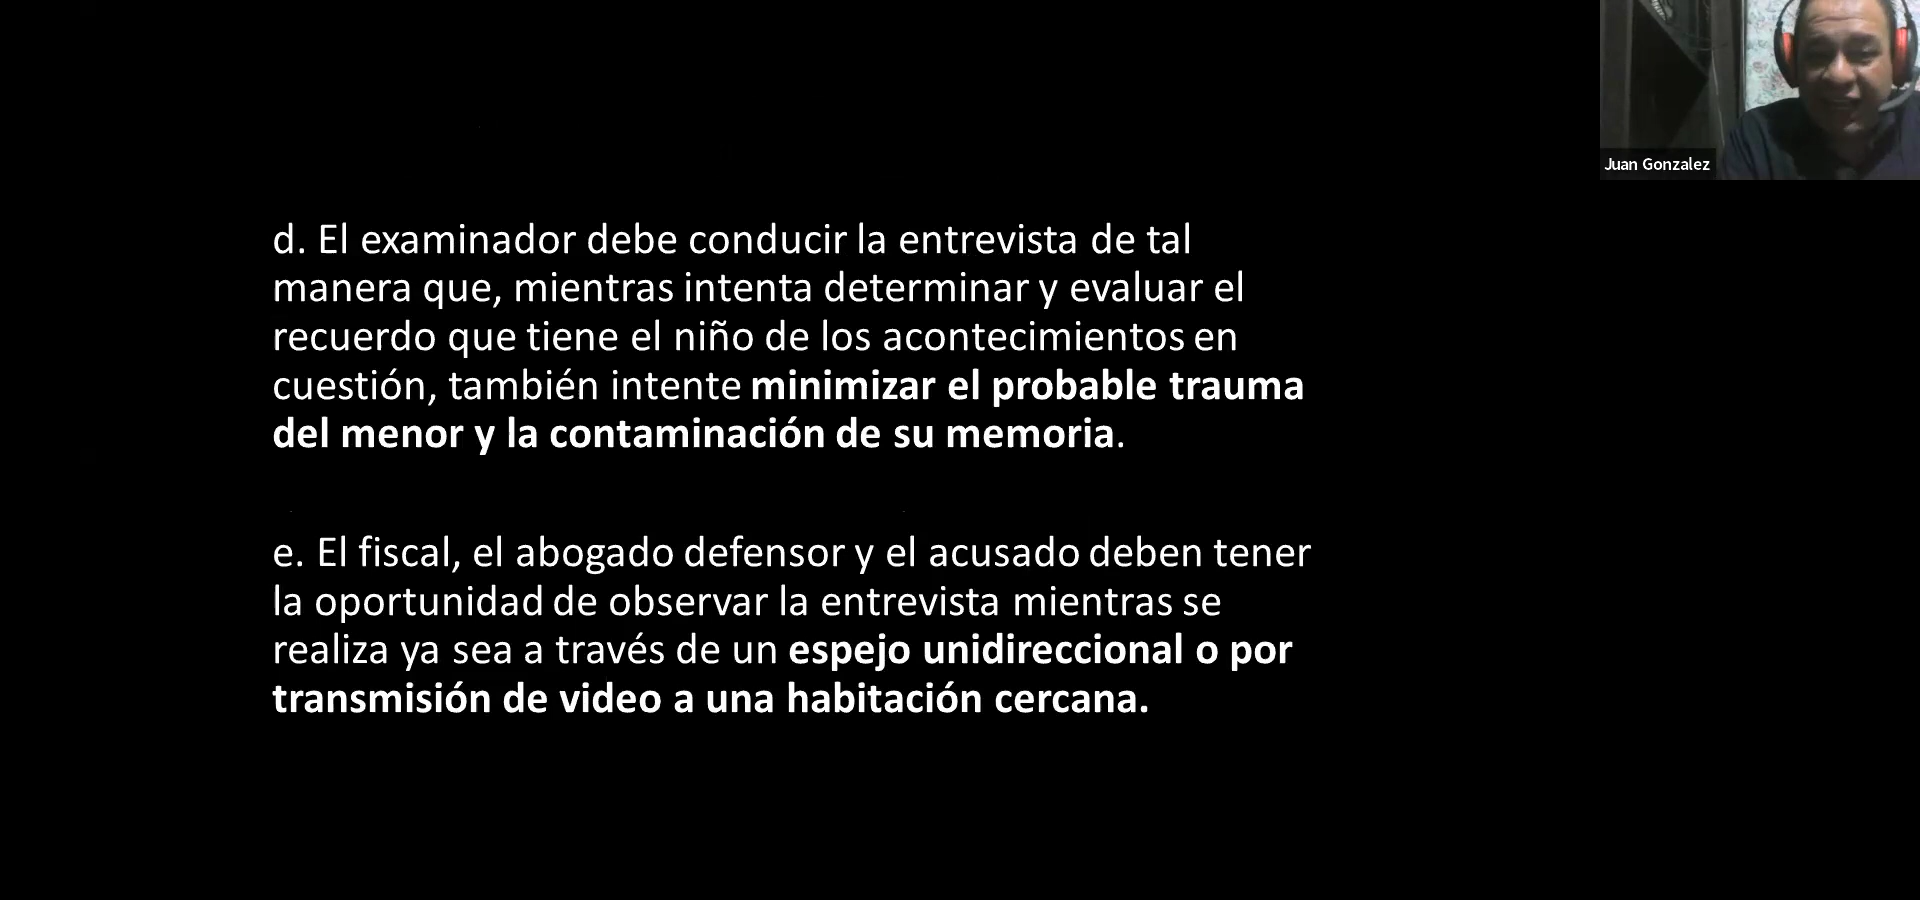 Juan Gonzalez
d. El examinador debe conducir la entrevista de tal
manera que, mientras intenta determinar y evaluar el
recuerdo que tiene el niño de los acontecimientos en
cuestión, también intente minimizar el probable trauma
del menor y la contaminación de su memoria.
e. El fiscal, el abogado defensor y el acusado deben tener
la oportunidad de observar la entrevista mientras se
realiza ya sea a través de un espejo unidireccional o por
transmisión de video a una habitación cercana.